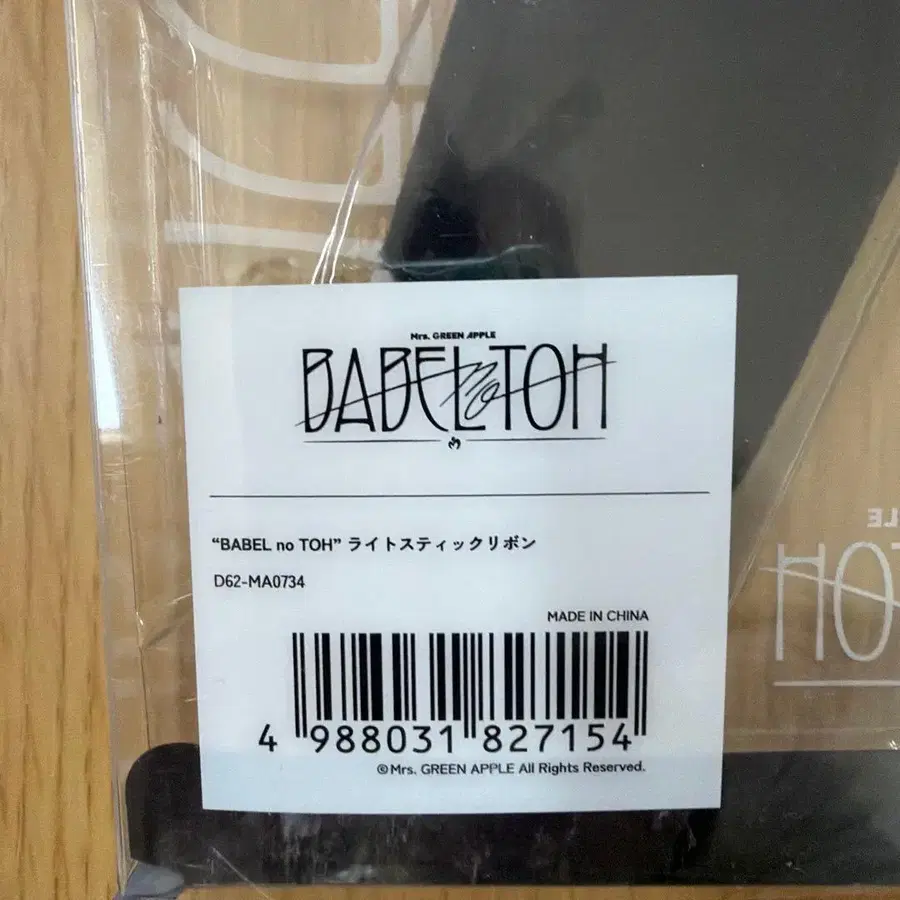 Mrs. GREEN APPLE
BABEL no TOH
“BABEL no TOH” ライトスティックリボン
D62-MA0734
MADE IN CHINA
4 988031 827154
©Mrs. GREEN APPLE All Rights Reserved.